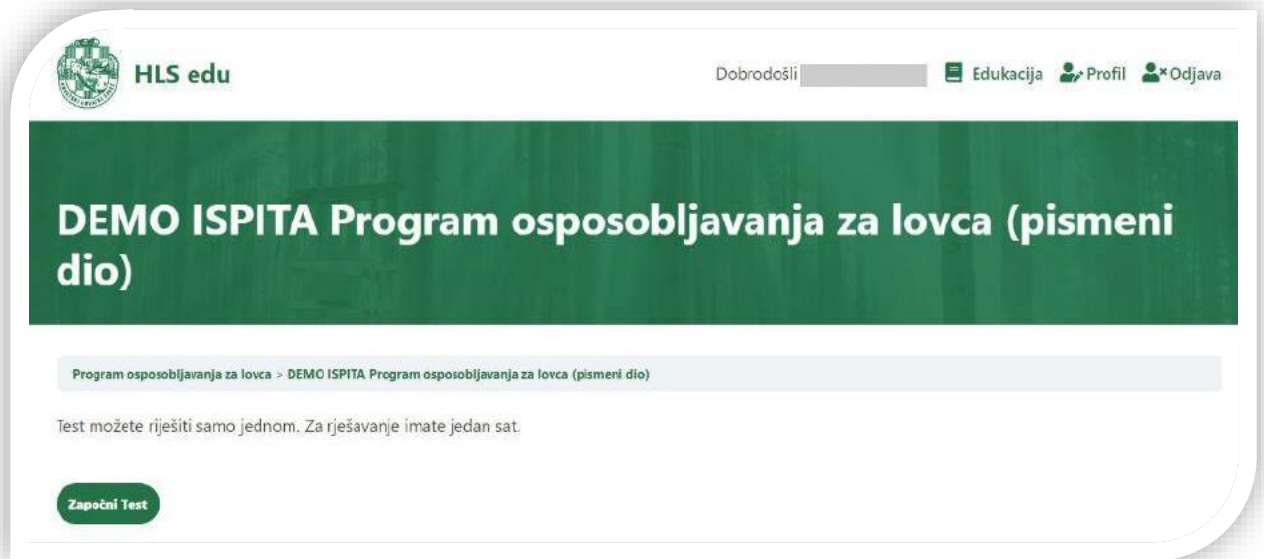 HLS edu
Dobrodošli
Edukacija
Profil
Odjava
DEMO ISPITA Program osposobljavanja za lovca (pismeni
dio)
Program osposobljavanja za lovca > DEMO ISPITA Program osposobljavanja za lovca (pismeni dio)
Test možete riješiti samo jednom. Za rješavanje imate jedan sat.
Započni Test